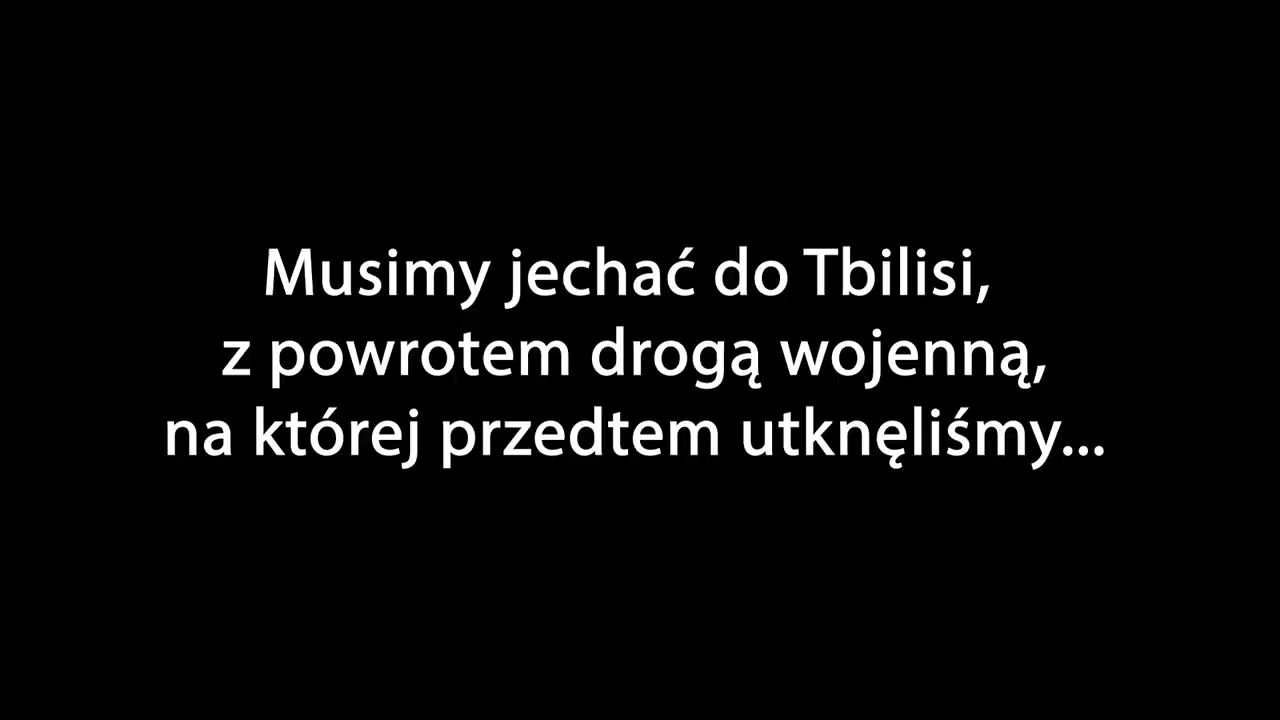 Musimy jechać do Tbilisi,
z powrotem drogą wojenną,
na której przedtem utknęliśmy...